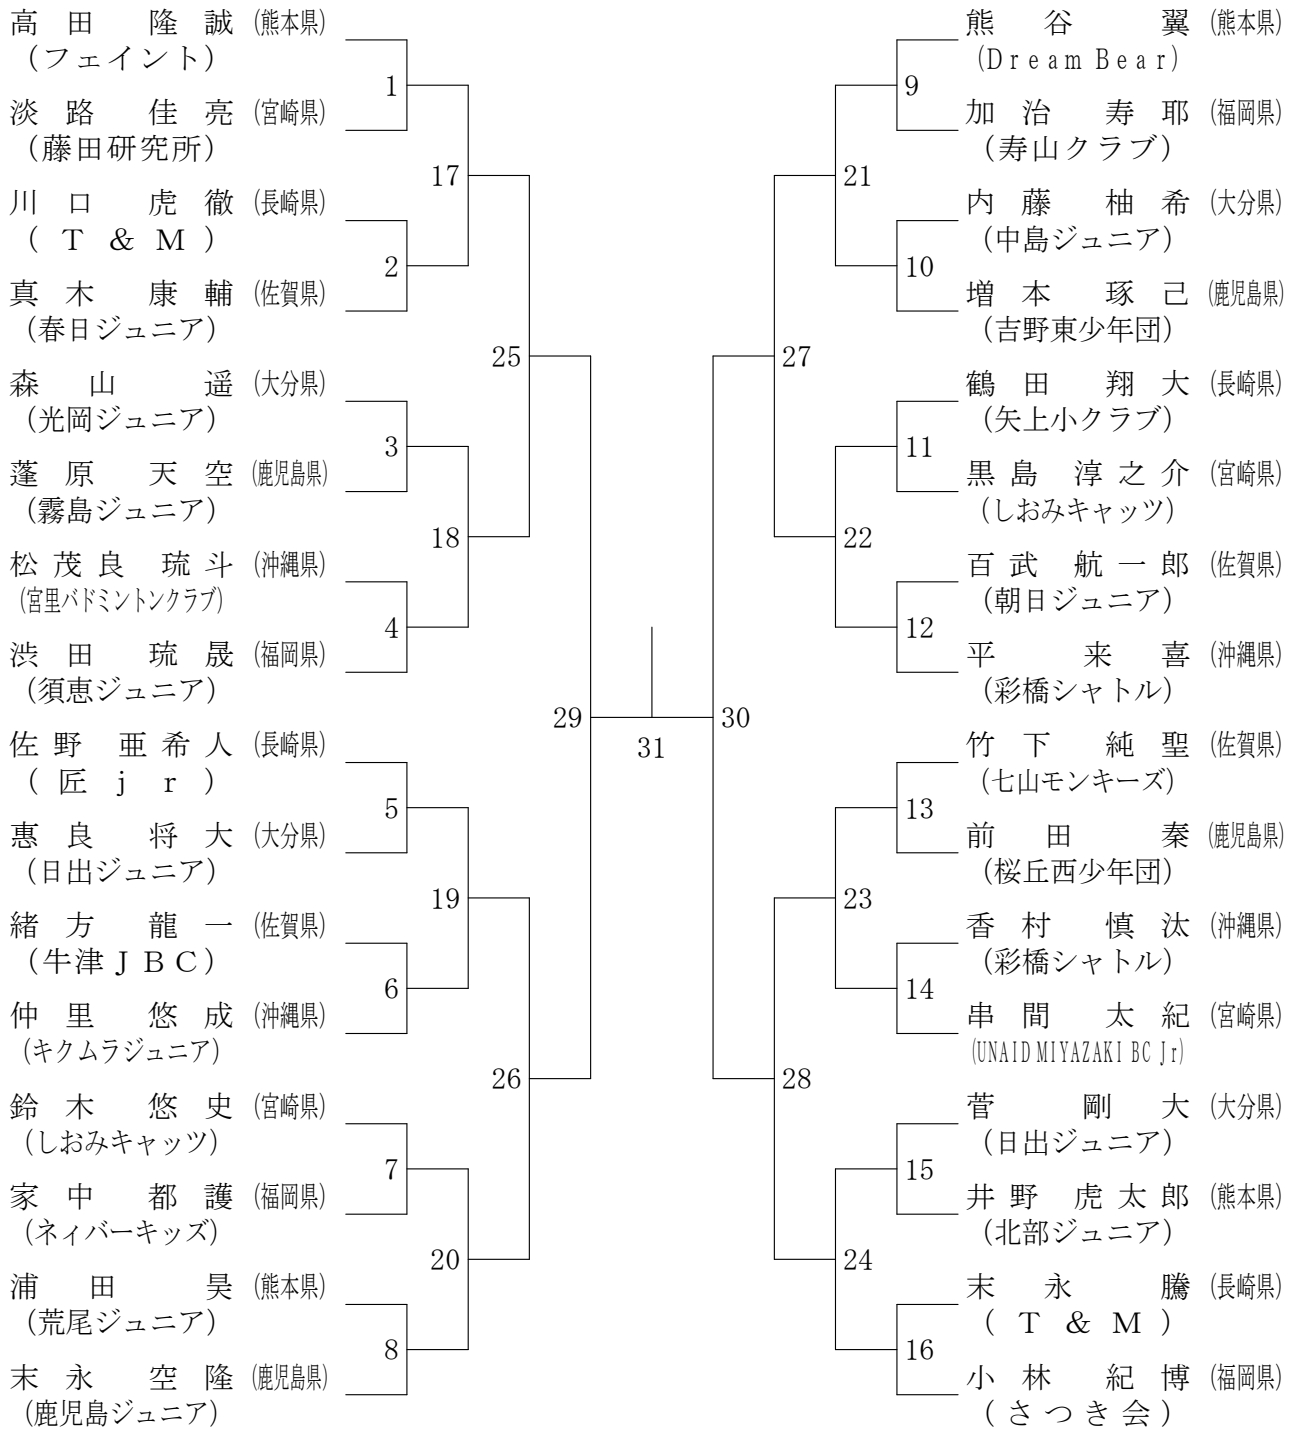 高田 隆誠 (熊本県)
(フェイント)
1
淡路 佳亮 (宮崎県)
(藤田研究所)
17
川口 虎徹 (長崎県)
(T&M)
2
真木 康輔 (佐賀県)
(春日ジュニア)
25
森山 遥 (大分県)
(光岡ジュニア)
3
蓬原 天空 (鹿児島県)
(霧島ジュニア)
18
松茂良 琉斗 (沖縄県)
(宮里バドミントンクラブ)
4
渋田 琉晟 (福岡県)
(須恵ジュニア)
29
佐野 亜希人 (長崎県)
(匠jr)
5
惠良 将大 (大分県)
(日出ジュニア)
19
緒方 龍一 (佐賀県)
(牛津JBC)
6
仲里 悠成 (沖縄県)
(キクムラジュニア)
26
鈴木 悠史 (宮崎県)
(しおみキャッツ)
7
家中 都護 (福岡県)
(ネィバーキッズ)
20
浦田 昊 (熊本県)
(荒尾ジュニア)
8
末永 空隆 (鹿児島県)
(鹿児島ジュニア)
31
熊谷 翼 (熊本県)
(Dream Bear)
9
加治 寿耶 (福岡県)
(寿山クラブ)
21
内藤 柚希 (大分県)
(中島ジュニア)
10
増本 琢己 (鹿児島県)
(吉野東少年団)
27
鶴田 翔大 (長崎県)
(矢上小クラブ)
11
黒島 淳之介 (宮崎県)
(しおみキャッツ)
22
百武 航一郎 (佐賀県)
(朝日ジュニア)
12
平 来喜 (沖縄県)
(彩橋シャトル)
30
竹下 純聖 (佐賀県)
(七山モンキーズ)
13
前田 秦 (鹿児島県)
(桜丘西少年団)
23
香村 慎汰 (沖縄県)
(彩橋シャトル)
14
串間 太紀 (宮崎県)
(UNAID MIYAZAKI BC Jr)
28
菅 剛大 (大分県)
(日出ジュニア)
15
井野 虎太郎 (熊本県)
(北部ジュニア)
24
末永 騰 (長崎県)
(T&M)
16
小林 紀博 (福岡県)
(さつき会)